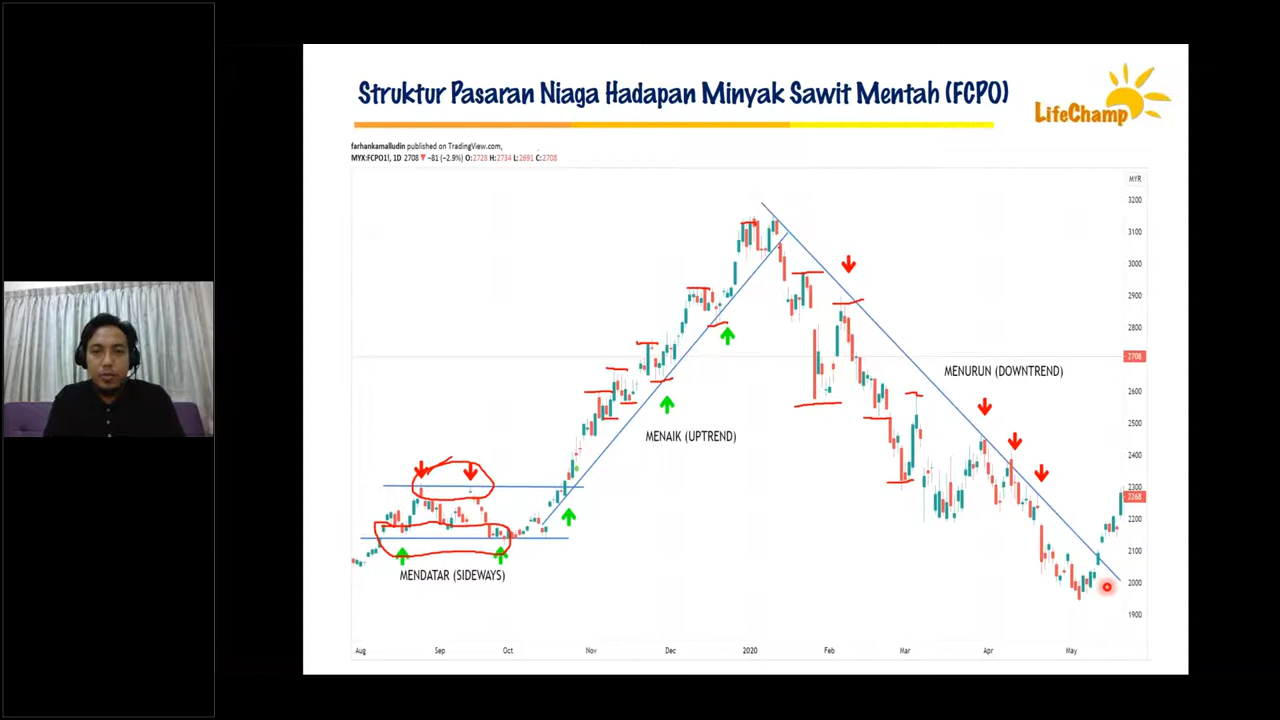 Struktur Pasaran Niaga Hadapan Minyak Sawit Mentah (FCPO)
LifeChamp
farhankamalludin published on TradingView.com,
MYX:FCPO1!, 1D 2708 ▼ −81 (−2.9%) O:2728 H:2734 L:2691 C:2708
MYR
3200
3100
3000
2900
2800
2708
2600
2500
2400
2300
2268
2200
2100
2000
1900
MENURUN (DOWNTREND)
MENAIK (UPTREND)
MENDATAR (SIDEWAYS)
Aug Sep Oct Nov Dec 2020 Feb Mar Apr May